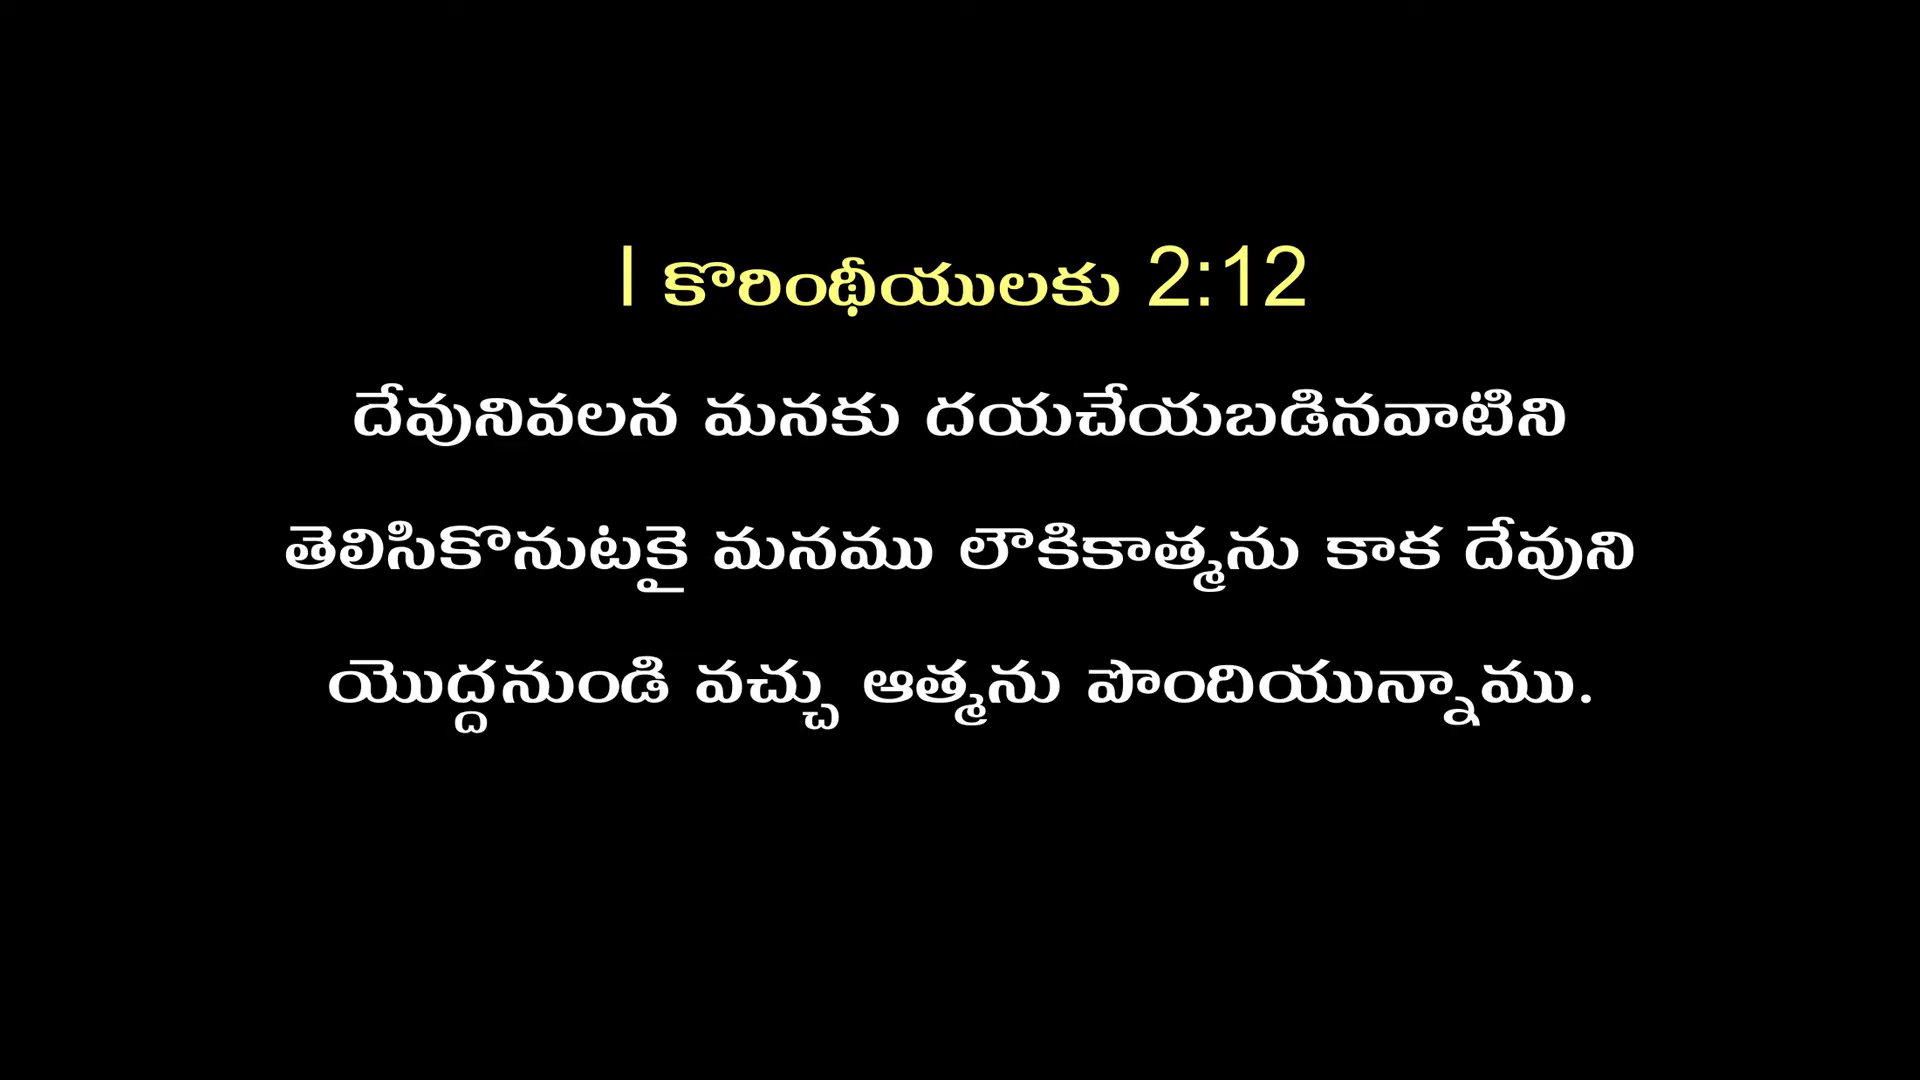 I కొరింథీయులకు 2:12
దేవునివలన మనకు దయచేయబడినవాటిని
తెలిసికొనుటకై మనము లౌకికాత్మను కాక దేవుని
యొద్దనుండి వచ్చు ఆత్మను పొందియున్నాము.